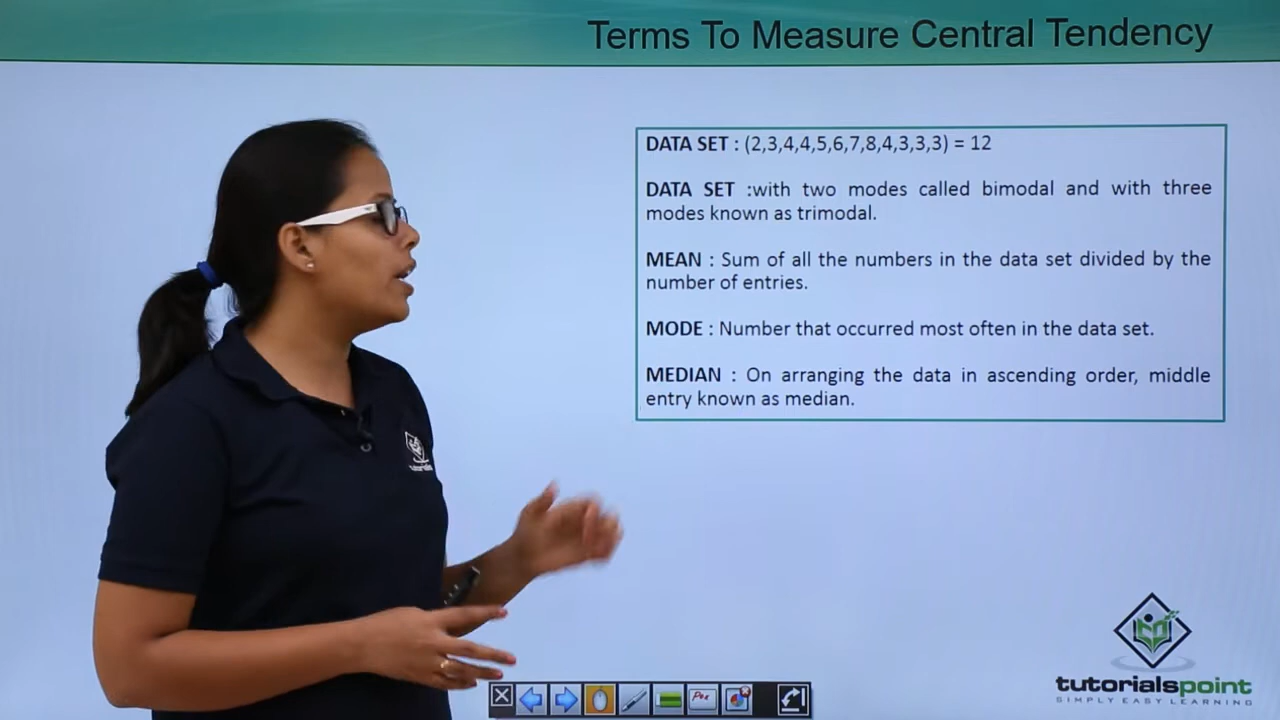 Terms To Measure Central Tendency
DATA SET : (2,3,4,4,5,6,7,8,4,3,3,3) = 12
DATA SET :with two modes called bimodal and with three
modes known as trimodal.
MEAN : Sum of all the numbers in the data set divided by the
number of entries.
MODE : Number that occurred most often in the data set.
MEDIAN : On arranging the data in ascending order, middle
entry known as median.
tutorialspoint
SIMPLY EASY LEARNING
Pen